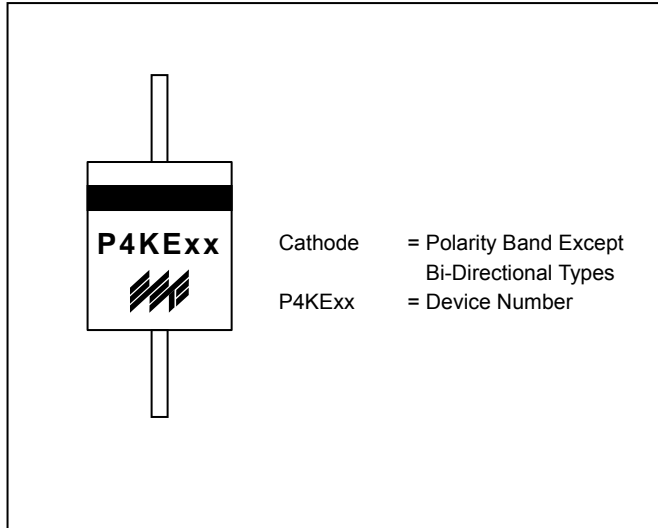 P4KExx
Cathode = Polarity Band Except
Bi-Directional Types
P4KExx = Device Number